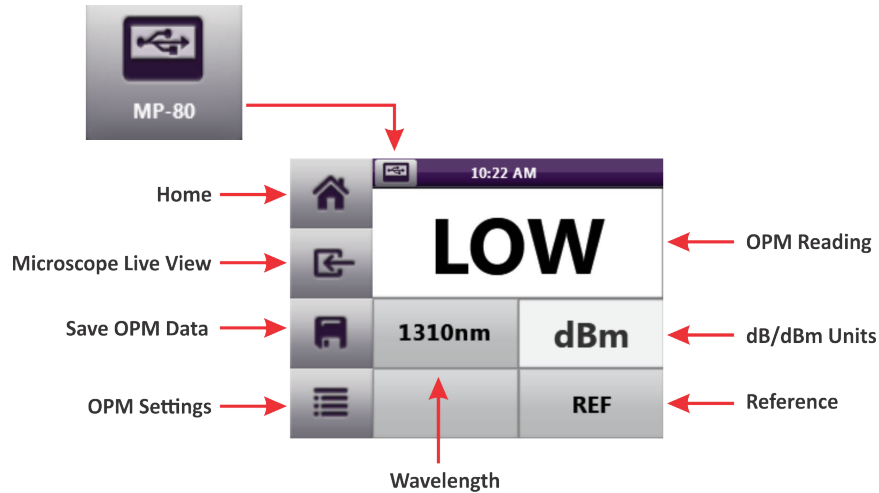 MP-80
10:22 AM
Home
LOW
OPM Reading
Microscope Live View
Save OPM Data
1310nm
dBm
dB/dBm Units
OPM Settings
REF
Reference
Wavelength